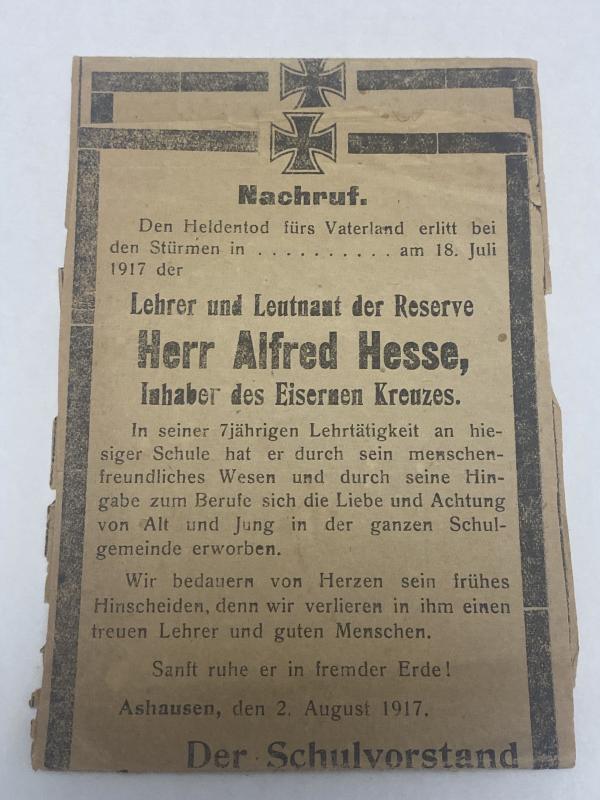 Nachruf.
Den Heldentod fürs Vaterland erlitt bei
den Stürmen in . . . . . . . . . . am 18. Juli
1917 der
Lehrer und Leutnant der Reserve
Herr Alfred Hesse,
Inhaber des Eisernen Kreuzes.
In seiner 7jährigen Lehrtätigkeit an hie-
siger Schule hat er durch sein menschen-
freundliches Wesen und durch seine Hin-
gabe zum Berufe sich die Liebe und Achtung
von Alt und Jung in der ganzen Schul-
gemeinde erworben.
Wir bedauern von Herzen sein frühes
Hinscheiden, denn wir verlieren in ihm einen
treuen Lehrer und guten Menschen.
Sanft ruhe er in fremder Erde!
Ashausen, den 2. August 1917.
Der Schulvorstand